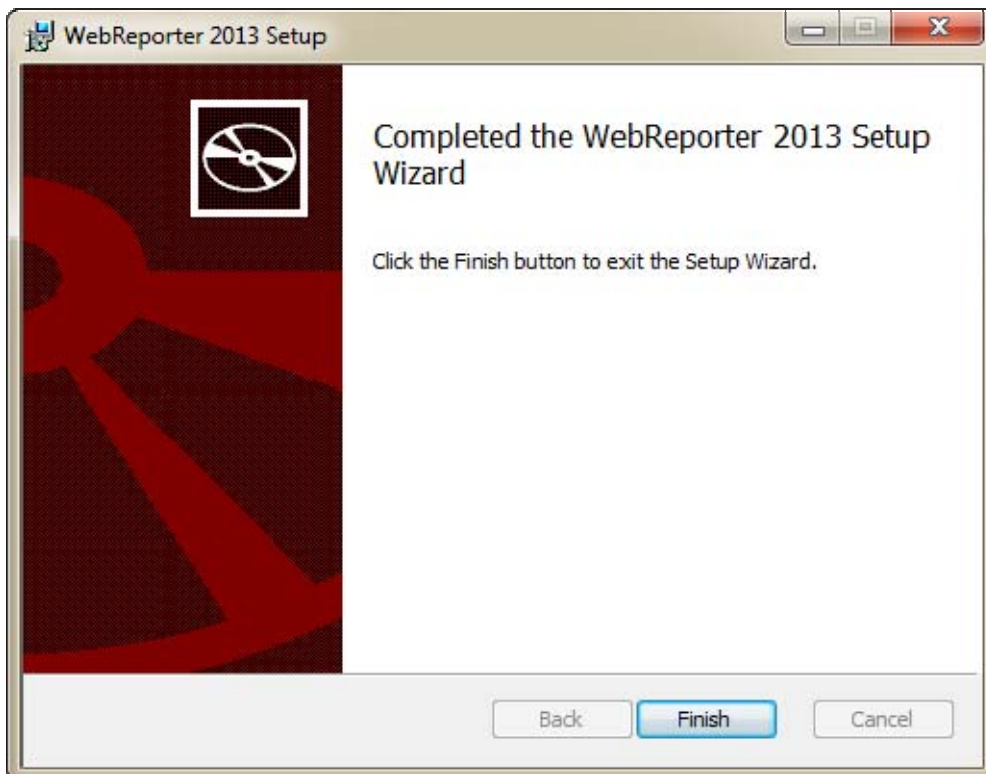 WebReporter 2013 Setup
Completed the WebReporter 2013 Setup
Wizard
Click the Finish button to exit the Setup Wizard.
Back
Finish
Cancel